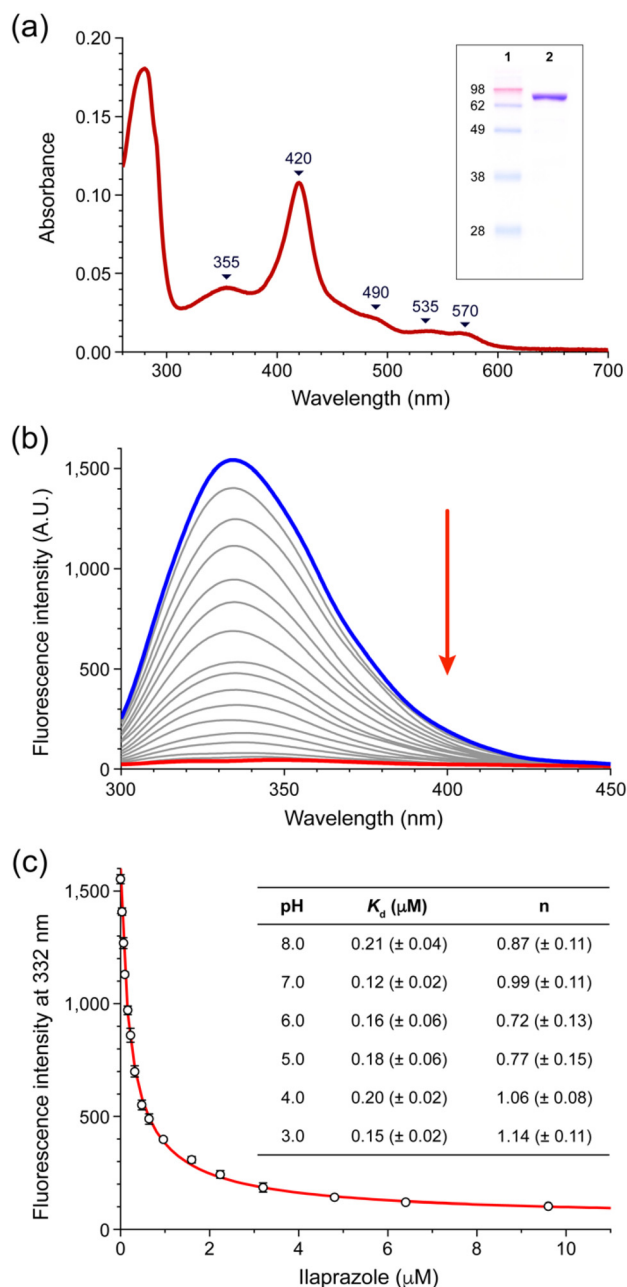 (a)
0.20
0.15
0.10
0.05
0.00
Absorbance
355
420
490
535
570
300
400
500
600
700
Wavelength (nm)
1 2
98
62
49
38
28
(b)
1,500
1,000
500
0
Fluorescence intensity (A.U.)
300
350
400
450
Wavelength (nm)
(c)
1,500
1,000
500
0
Fluorescence intensity at 332 nm
pH Kd (μM) n
8.0 0.21 (± 0.04) 0.87 (± 0.11)
7.0 0.12 (± 0.02) 0.99 (± 0.11)
6.0 0.16 (± 0.06) 0.72 (± 0.13)
5.0 0.18 (± 0.06) 0.77 (± 0.15)
4.0 0.20 (± 0.02) 1.06 (± 0.08)
3.0 0.15 (± 0.02) 1.14 (± 0.11)
0
2
4
6
8
10
Ilaprazole (μM)